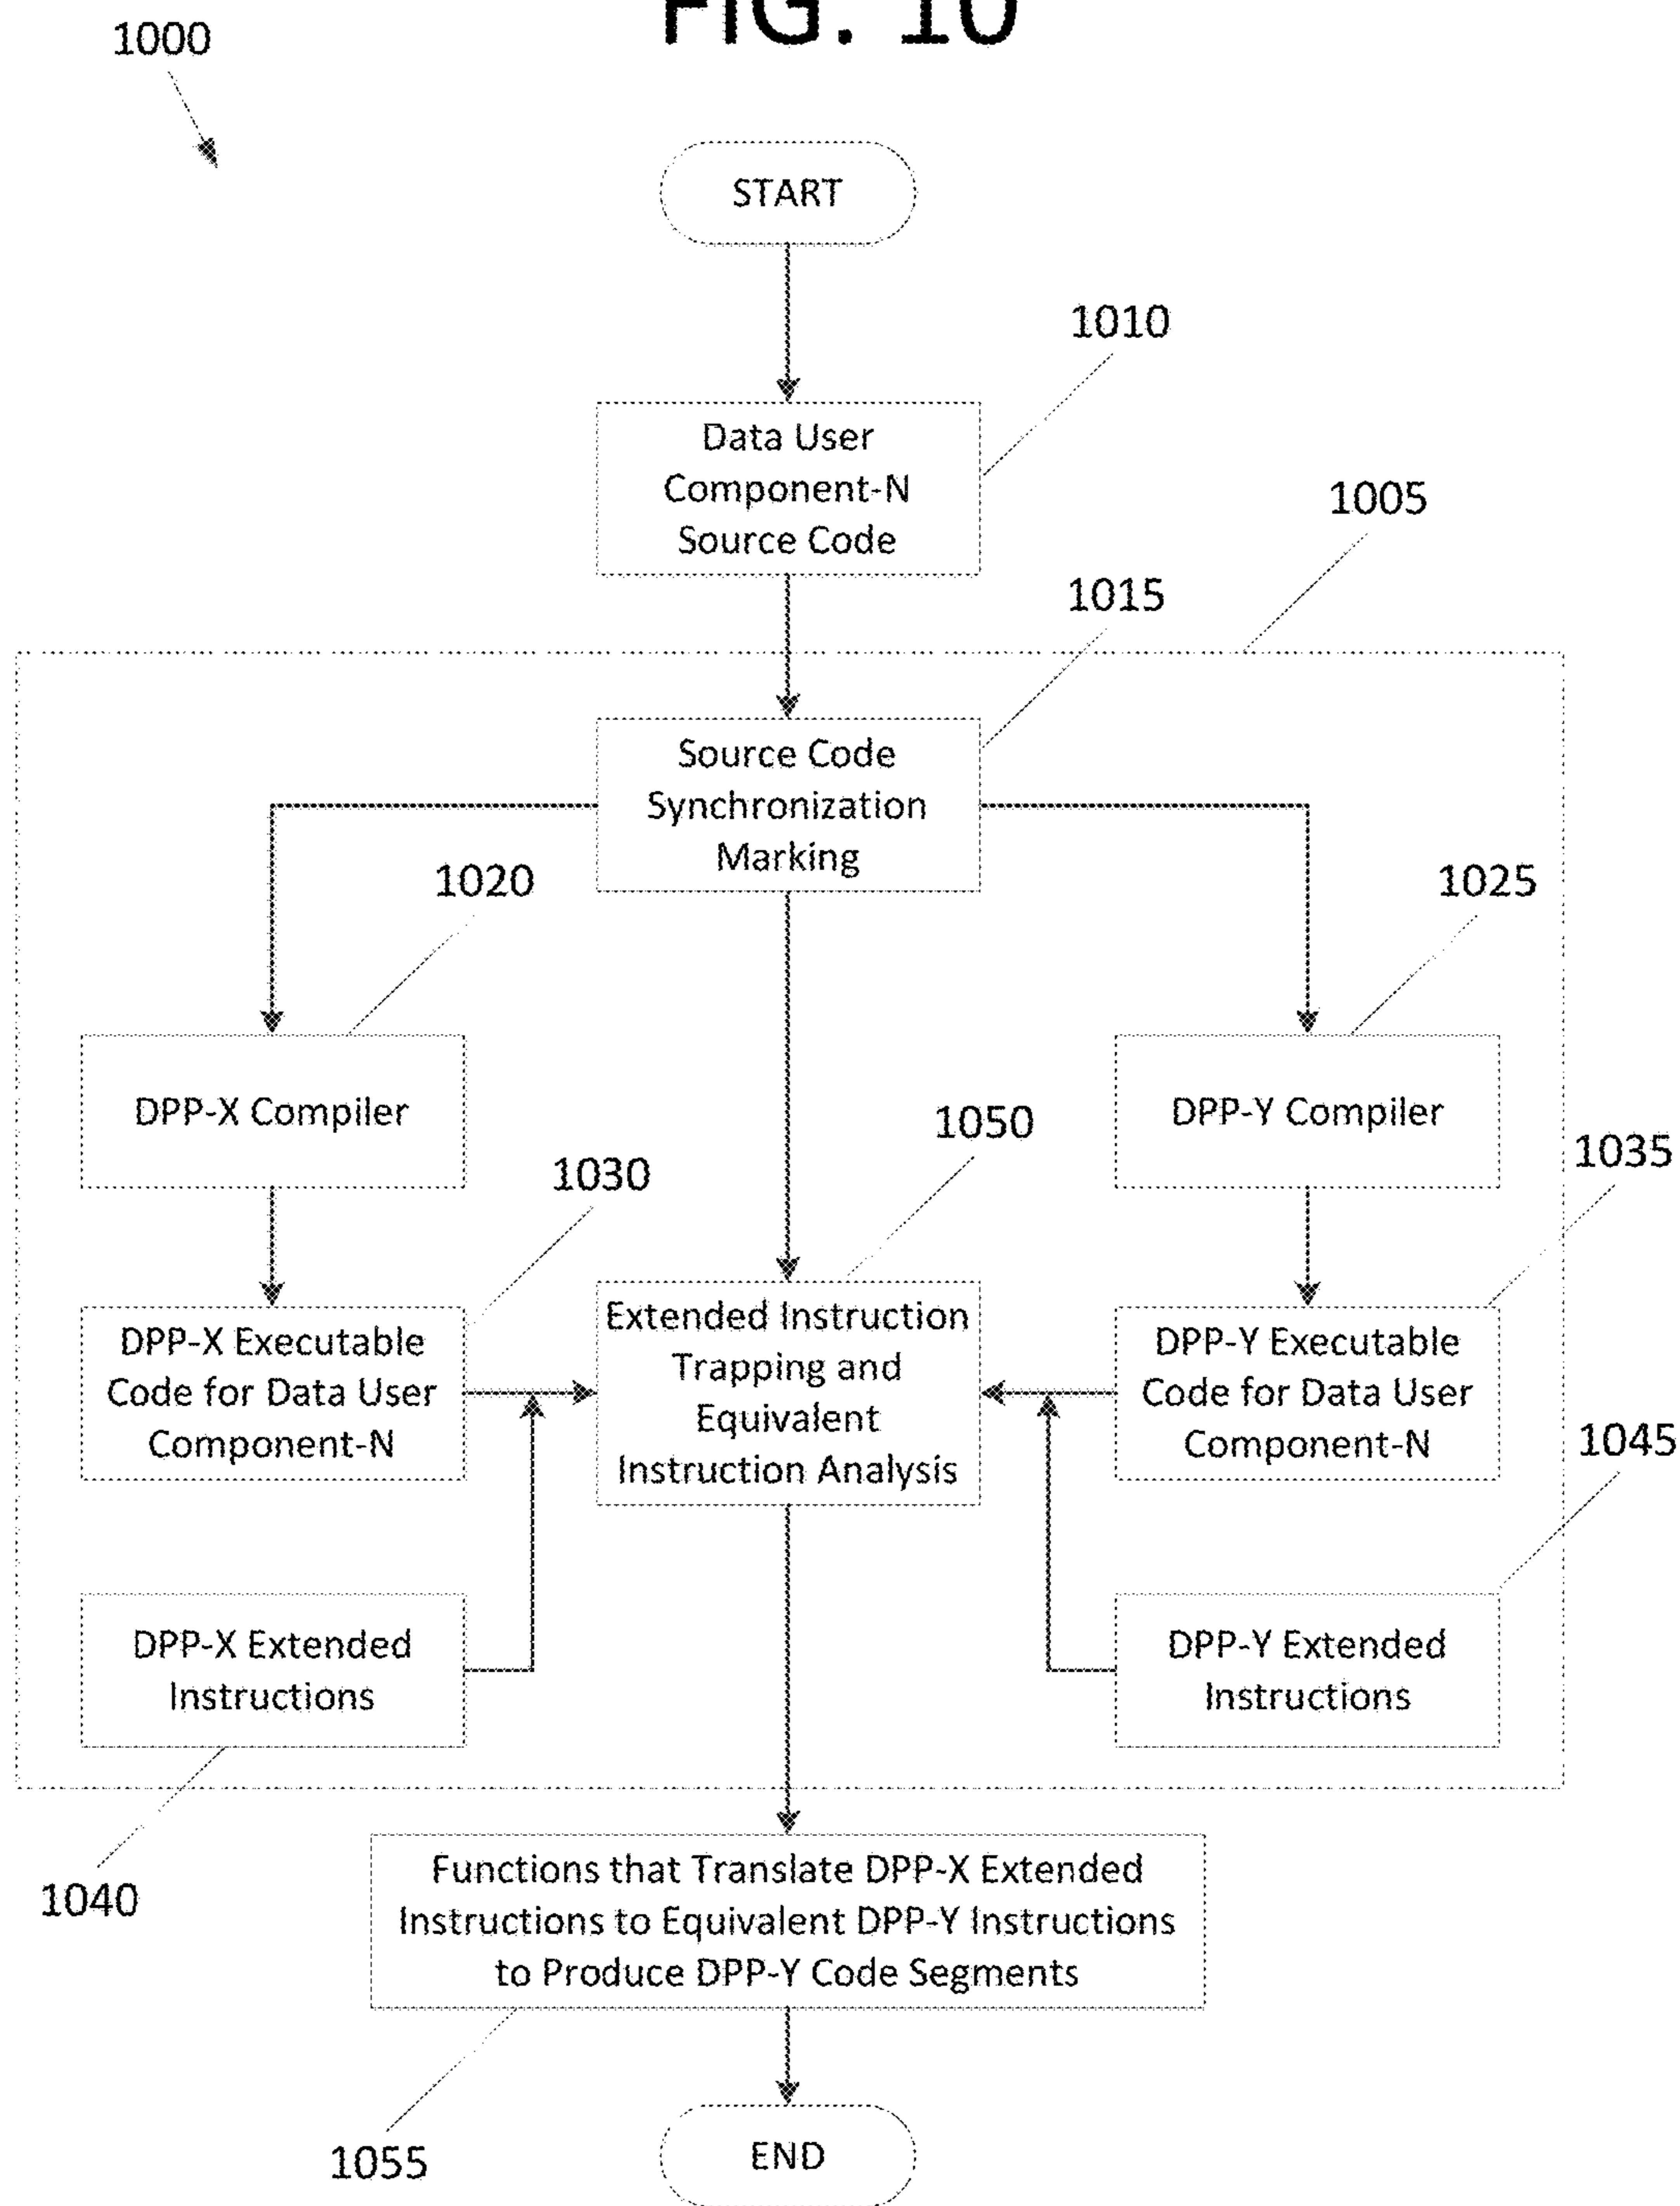 FIG. 10
1000
START
1010
Data User
Component-N
Source Code
1005
1015
Source Code
Synchronization
Marking
1020
1025
DPP-X Compiler
DPP-Y Compiler
1050
1035
1030
DPP-X Executable
Code for Data User
Component-N
Extended Instruction
Trapping and
Equivalent
Instruction Analysis
DPP-Y Executable
Code for Data User
Component-N
1045
DPP-X Extended
Instructions
DPP-Y Extended
Instructions
1040
Functions that Translate DPP-X Extended
Instructions to Equivalent DPP-Y Instructions
to Produce DPP-Y Code Segments
1055
END